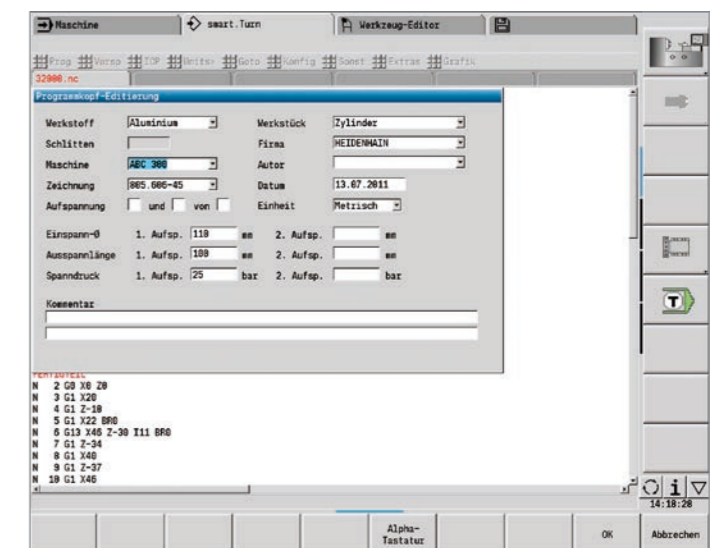 Maschine smart.Turn Werkzeug-Editor
Prog Vorsp ICP Units> Goto Konfig Sonst Extras Grafik
32000.nc
Programmkopf-Editierung
Werkstoff Aluminium Werkstück Zylinder
Schlitten Firma HEIDENHAIN
Maschine ABC 300 Autor
Zeichnung 805.606-45 Datum 13.07.2011
Aufspannung und von Einheit Metrisch
Einspann-Ø 1. Aufsp. 110 mm 2. Aufsp. mm
Ausspannlänge 1. Aufsp. 100 mm 2. Aufsp. mm
Spanndruck 1. Aufsp. 25 bar 2. Aufsp. bar
Kommentar
FERTIGTEIL
N 2 G0 X0 Z0
N 3 G1 X20
N 4 G1 Z-10
N 5 G1 X22 BR0
N 6 G13 X46 Z-30 I11 BR0
N 7 G1 Z-34
N 8 G1 X40
N 9 G1 Z-37
N 10 G1 X46
T
i
14:18:28
Alpha-
Tastatur OK Abbrechen